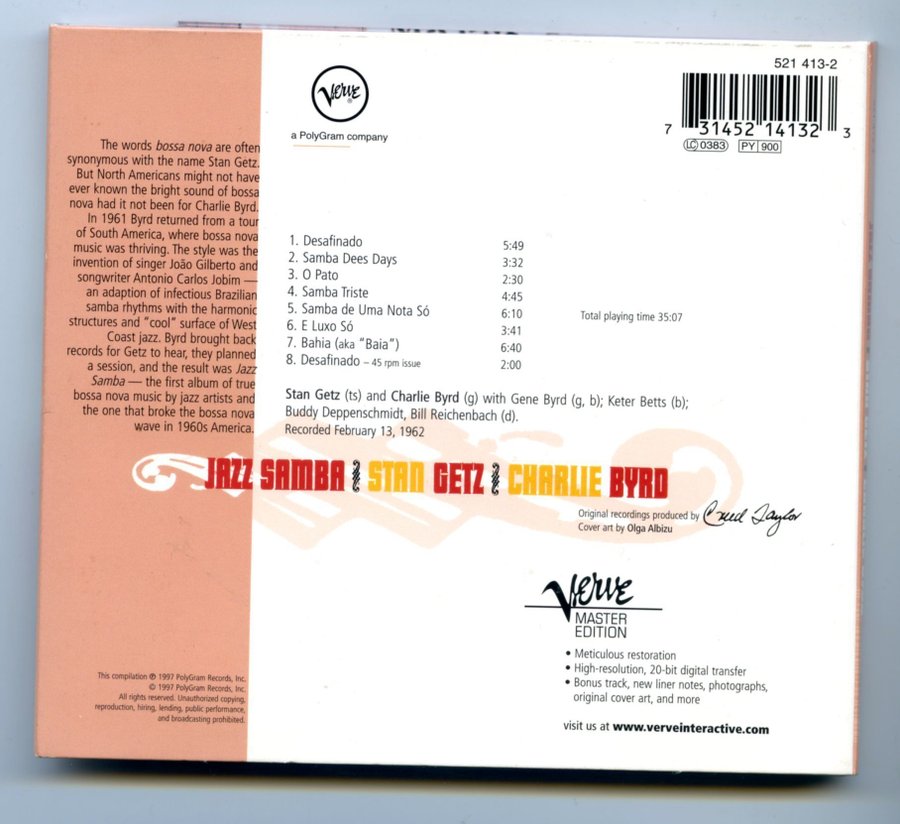 521 413-2
Verve
®
a PolyGram company
7 31452 14132 3
LC 0383 PY 900
The words bossa nova are often
synonymous with the name Stan Getz.
But North Americans might not have
ever known the bright sound of bossa
nova had it not been for Charlie Byrd.
In 1961 Byrd returned from a tour
of South America, where bossa nova
music was thriving. The style was the
invention of singer João Gilberto and
songwriter Antonio Carlos Jobim —
an adaption of infectious Brazilian
samba rhythms with the harmonic
structures and “cool” surface of West
Coast jazz. Byrd brought back
records for Getz to hear, they planned
a session, and the result was Jazz
Samba — the first album of true
bossa nova music by jazz artists and
the one that broke the bossa nova
wave in 1960s America.
1. Desafinado 5:49
2. Samba Dees Days 3:32
3. O Pato 2:30
4. Samba Triste 4:45
5. Samba de Uma Nota Só 6:10
6. E Luxo Só 3:41
7. Bahia (aka “Baia”) 6:40
8. Desafinado – 45 rpm issue 2:00
Total playing time 35:07
Stan Getz (ts) and Charlie Byrd (g) with Gene Byrd (g, b); Keter Betts (b);
Buddy Deppenschmidt, Bill Reichenbach (d).
Recorded February 13, 1962
JAZZ SAMBA STAN GETZ CHARLIE BYRD
Original recordings produced by Creed Taylor
Cover art by Olga Albizu
Verve
MASTER
EDITION
• Meticulous restoration
• High-resolution, 20-bit digital transfer
• Bonus track, new liner notes, photographs,
original cover art, and more
visit us at www.verveinteractive.com
This compilation ℗ 1997 PolyGram Records, Inc.
© 1997 PolyGram Records, Inc.
All rights reserved. Unauthorized copying,
reproduction, hiring, lending, public performance,
and broadcasting prohibited.